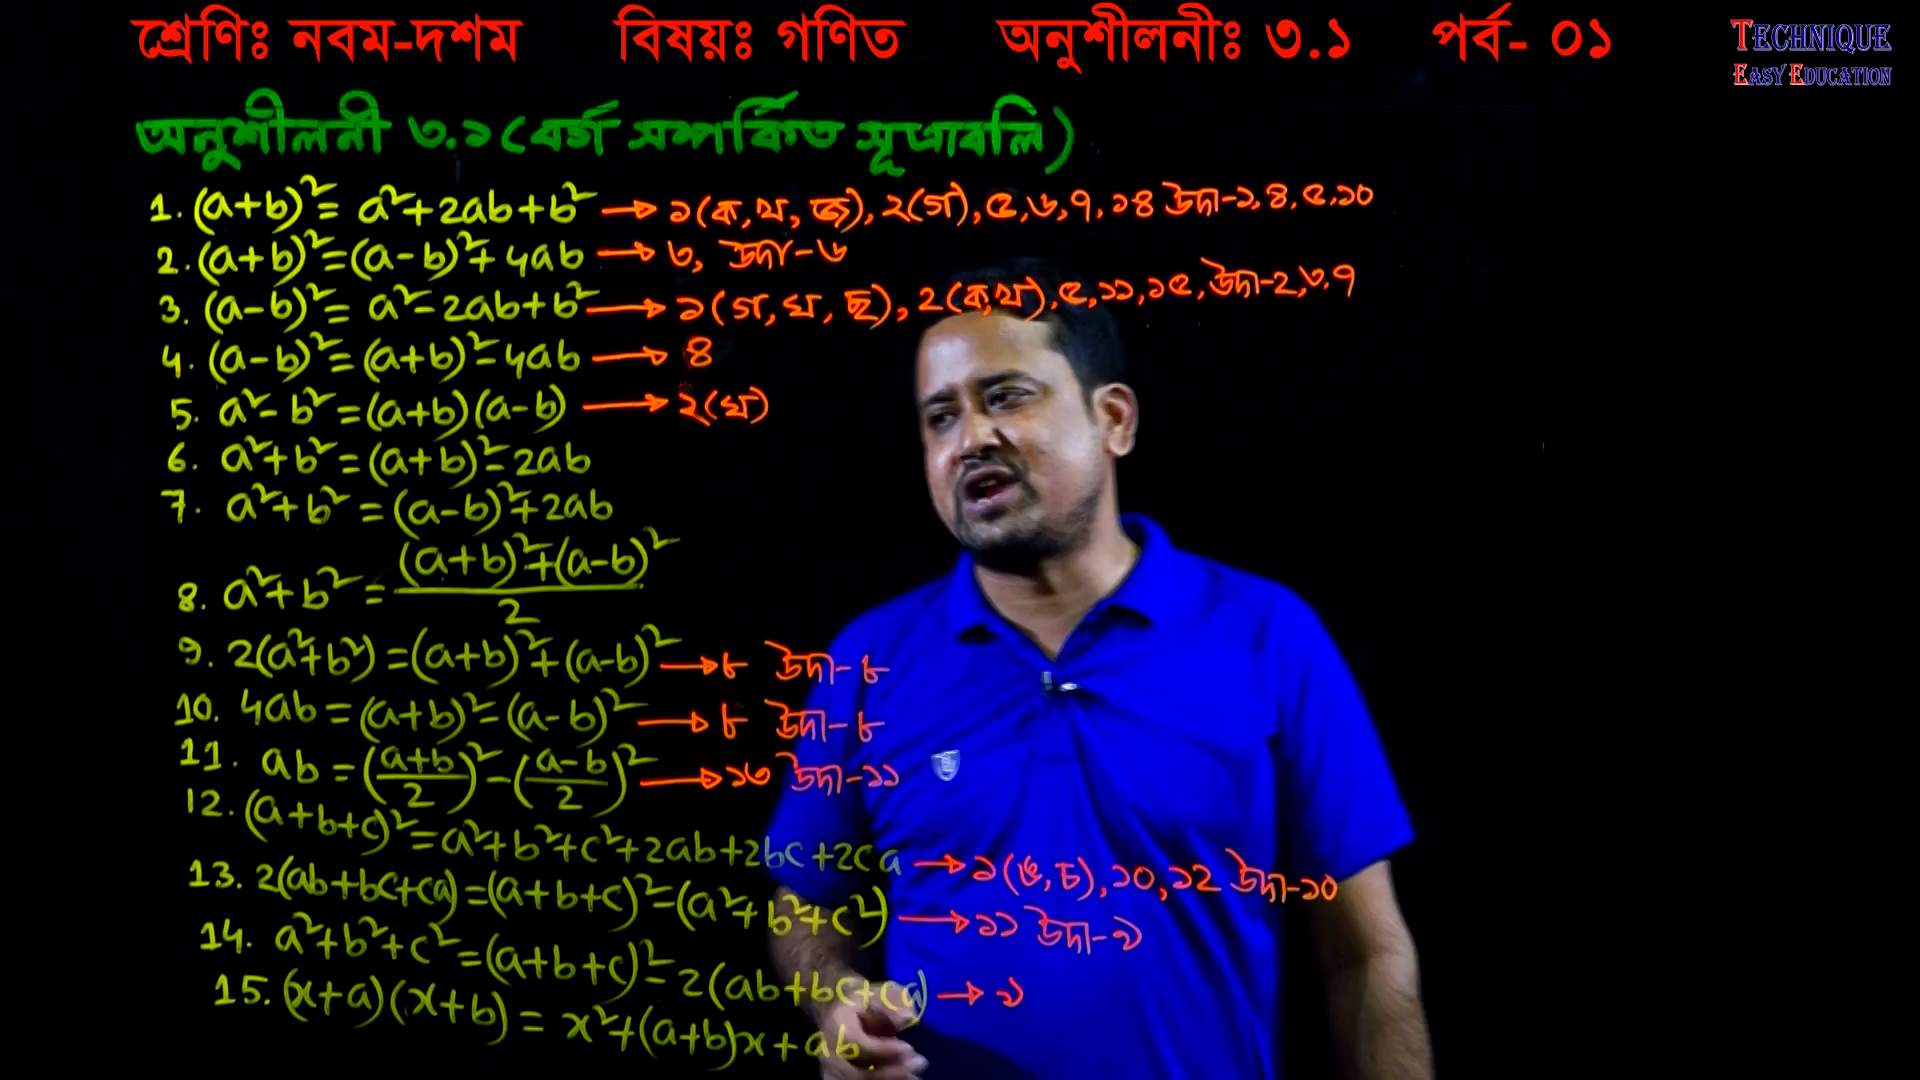 শ্রেণিঃ নবম-দশম বিষয়ঃ গণিত অনুশীলনীঃ ৩.১ পর্ব- ০১
TECHNIQUE
EASY EDUCATION
অনুশীলনী ৩.১ (বর্গ সম্পর্কিত সূত্রাবলি)
1. (a+b)² = a²+2ab+b² → ১(ক,খ,জ), ২(গ), ৫,৬,৭,১৪ উদা-১,৪,৫,১০
2. (a+b)² = (a-b)²+4ab → ৩, উদা-৬
3. (a-b)² = a²-2ab+b² → ১(গ,ঘ,ছ), ২(ক,খ), ৫,১১,১৫, উদা-২,৩,৭
4. (a-b)² = (a+b)²-4ab → ৪
5. a²-b² = (a+b)(a-b) → ২(ঘ)
6. a²+b² = (a+b)²-2ab
7. a²+b² = (a-b)²+2ab
8. a²+b² = ((a+b)²+(a-b)²)/2
9. 2(a²+b²) = (a+b)²+(a-b)² → ৮ উদা-৮
10. 4ab = (a+b)²-(a-b)² → ৮ উদা-৮
11. ab = ((a+b)/2)²-((a-b)/2)² → ১৩ উদা-১১
12. (a+b+c)² = a²+b²+c²+2ab+2bc+2ca → ১(ঙ,চ), ১০,১২ উদা-১০
13. 2(ab+bc+ca) = (a+b+c)²-(a²+b²+c²) → ১১ উদা-৯
14. a²+b²+c² = (a+b+c)²-2(ab+bc+ca) → ৯
15. (x+a)(x+b) = x²+(a+b)x+ab